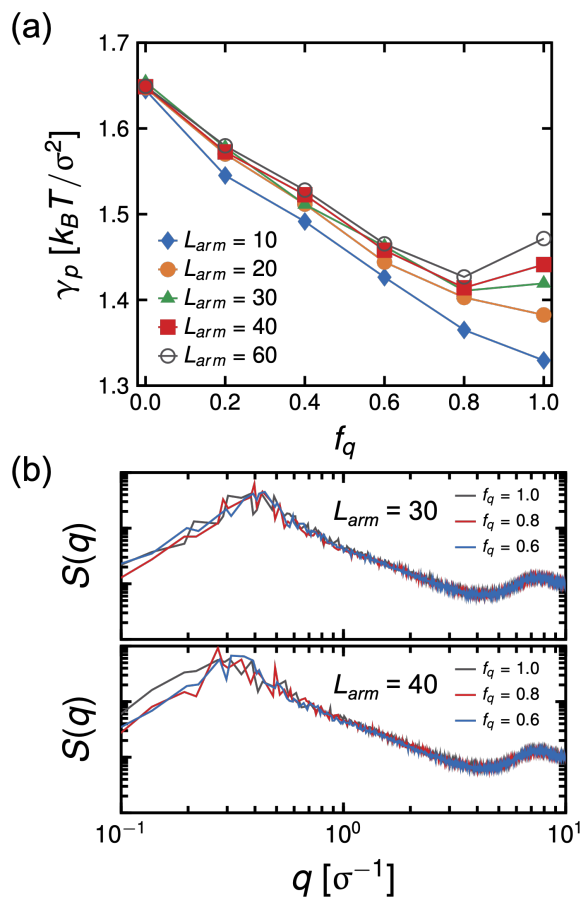 (a)
1.7
1.6
1.5
1.4
1.3
γp [kBT/σ²]
Larm = 10
Larm = 20
Larm = 30
Larm = 40
Larm = 60
0.0 0.2 0.4 0.6 0.8 1.0
fq
(b)
S(q)
Larm = 30
fq = 1.0
fq = 0.8
fq = 0.6
S(q)
Larm = 40
fq = 1.0
fq = 0.8
fq = 0.6
10⁻¹ 10⁰ 10¹
q [σ⁻¹]